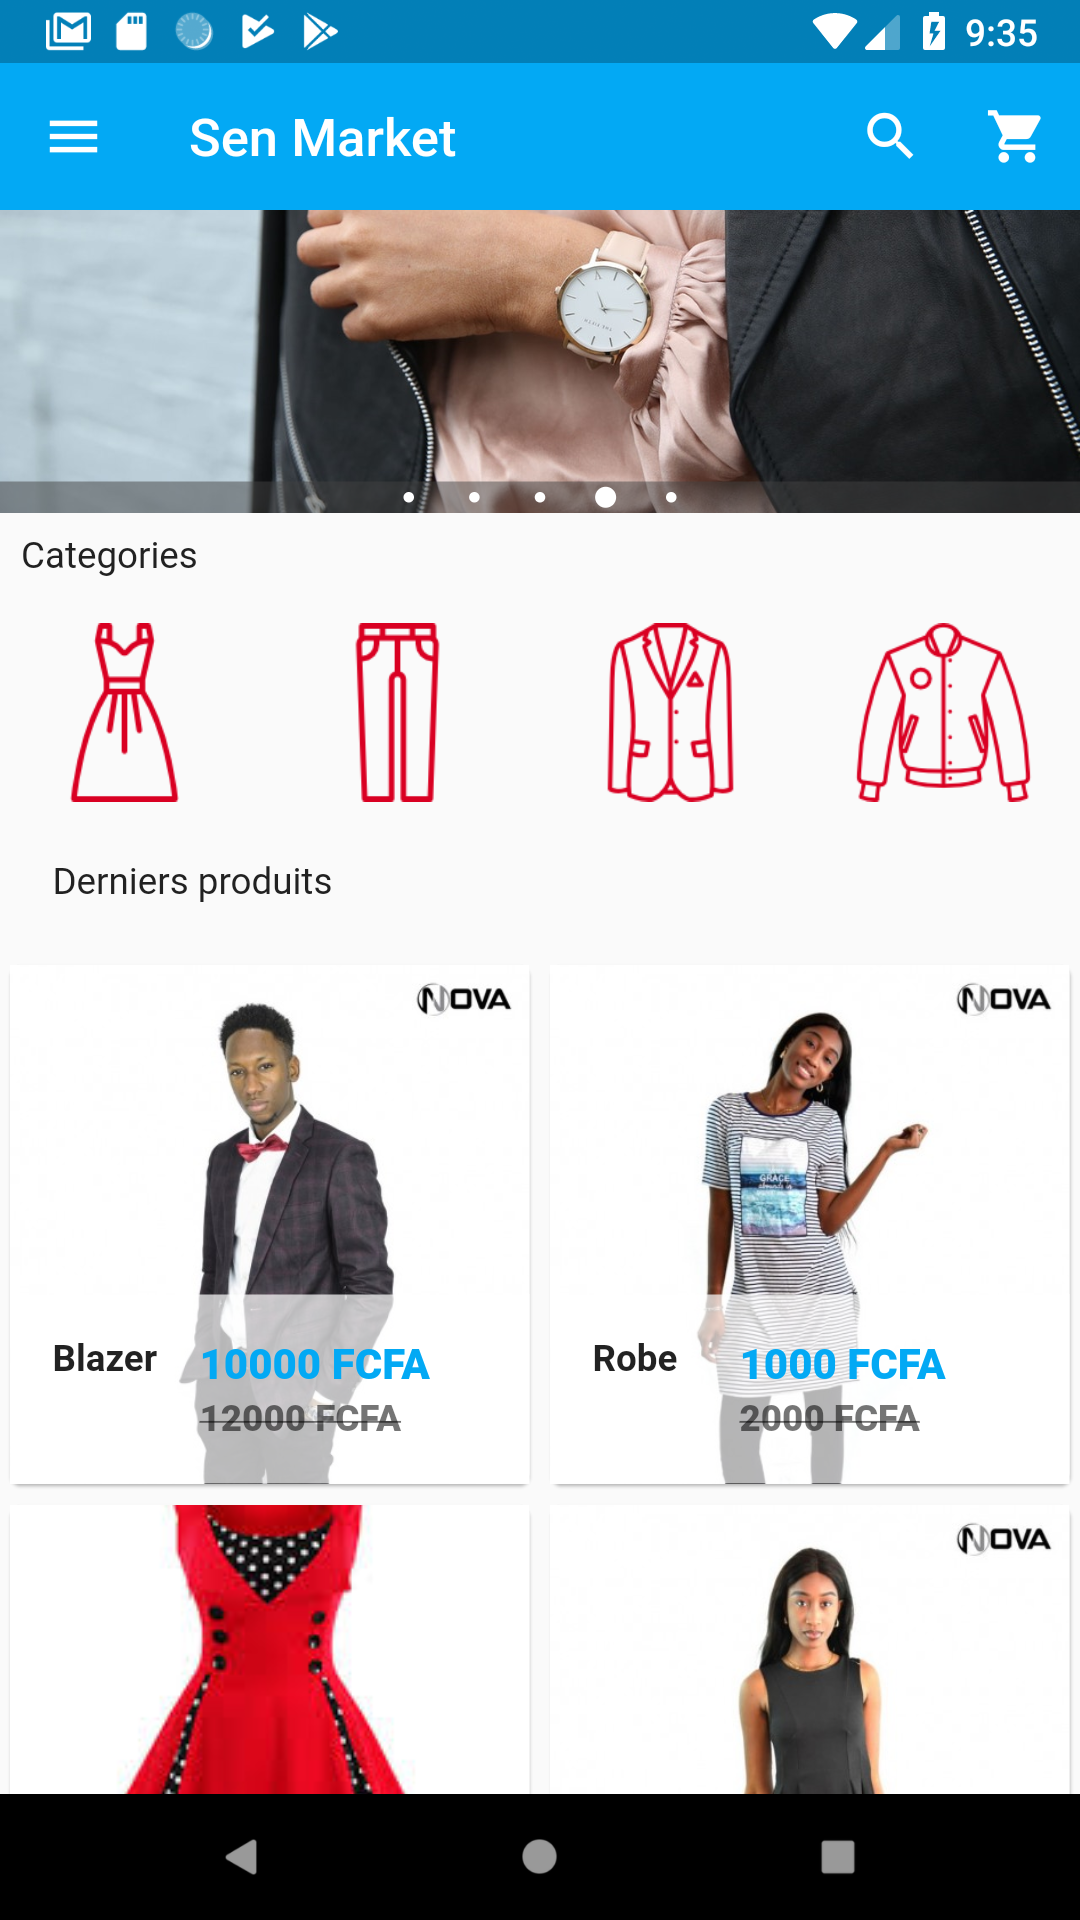 9:35
Sen Market
Categories
Derniers produits
NOVA
NOVA
GRACE
Blazer
10000 FCFA
12000 FCFA
Robe
1000 FCFA
2000 FCFA
NOVA